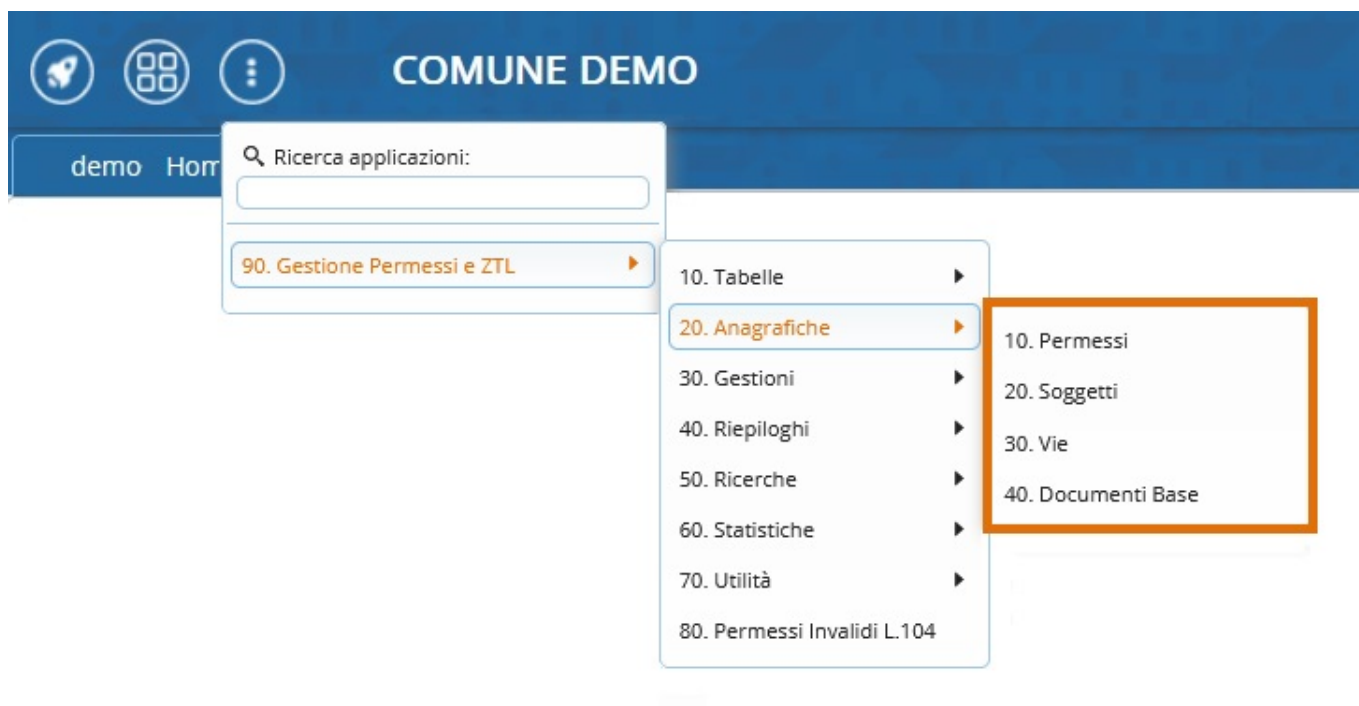 COMUNE DEMO
demo Hom
Ricerca applicazioni:
90. Gestione Permessi e ZTL
10. Tabelle
20. Anagrafiche
30. Gestioni
40. Riepiloghi
50. Ricerche
60. Statistiche
70. Utilità
80. Permessi Invalidi L.104
10. Permessi
20. Soggetti
30. Vie
40. Documenti Base